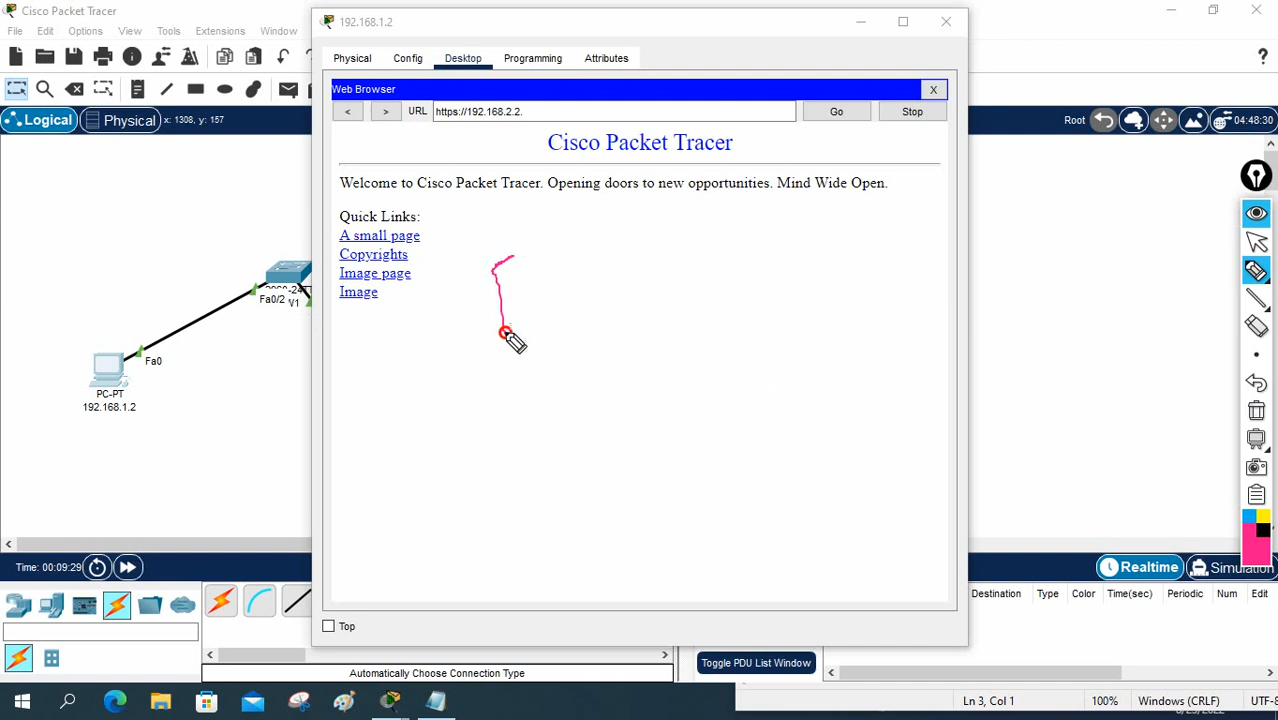 Cisco Packet Tracer
File Edit Options View Tools Extensions Window
Logical Physical x: 1308, y: 157
Root 04:48:30
192.168.1.2
Physical Config Desktop Programming Attributes
Web Browser X
< > URL https://192.168.2.2. Go Stop
Cisco Packet Tracer
Welcome to Cisco Packet Tracer. Opening doors to new opportunities. Mind Wide Open.
Quick Links:
A small page
Copyrights
Image page
Image
Fa0/2
V1
Fa0
PC-PT
192.168.1.2
Top
Time: 00:09:29
Realtime Simulation
Destination Type Color Time(sec) Periodic Num Edit
Automatically Choose Connection Type
Toggle PDU List Window
Ln 3, Col 1 100% Windows (CRLF) UTF-8